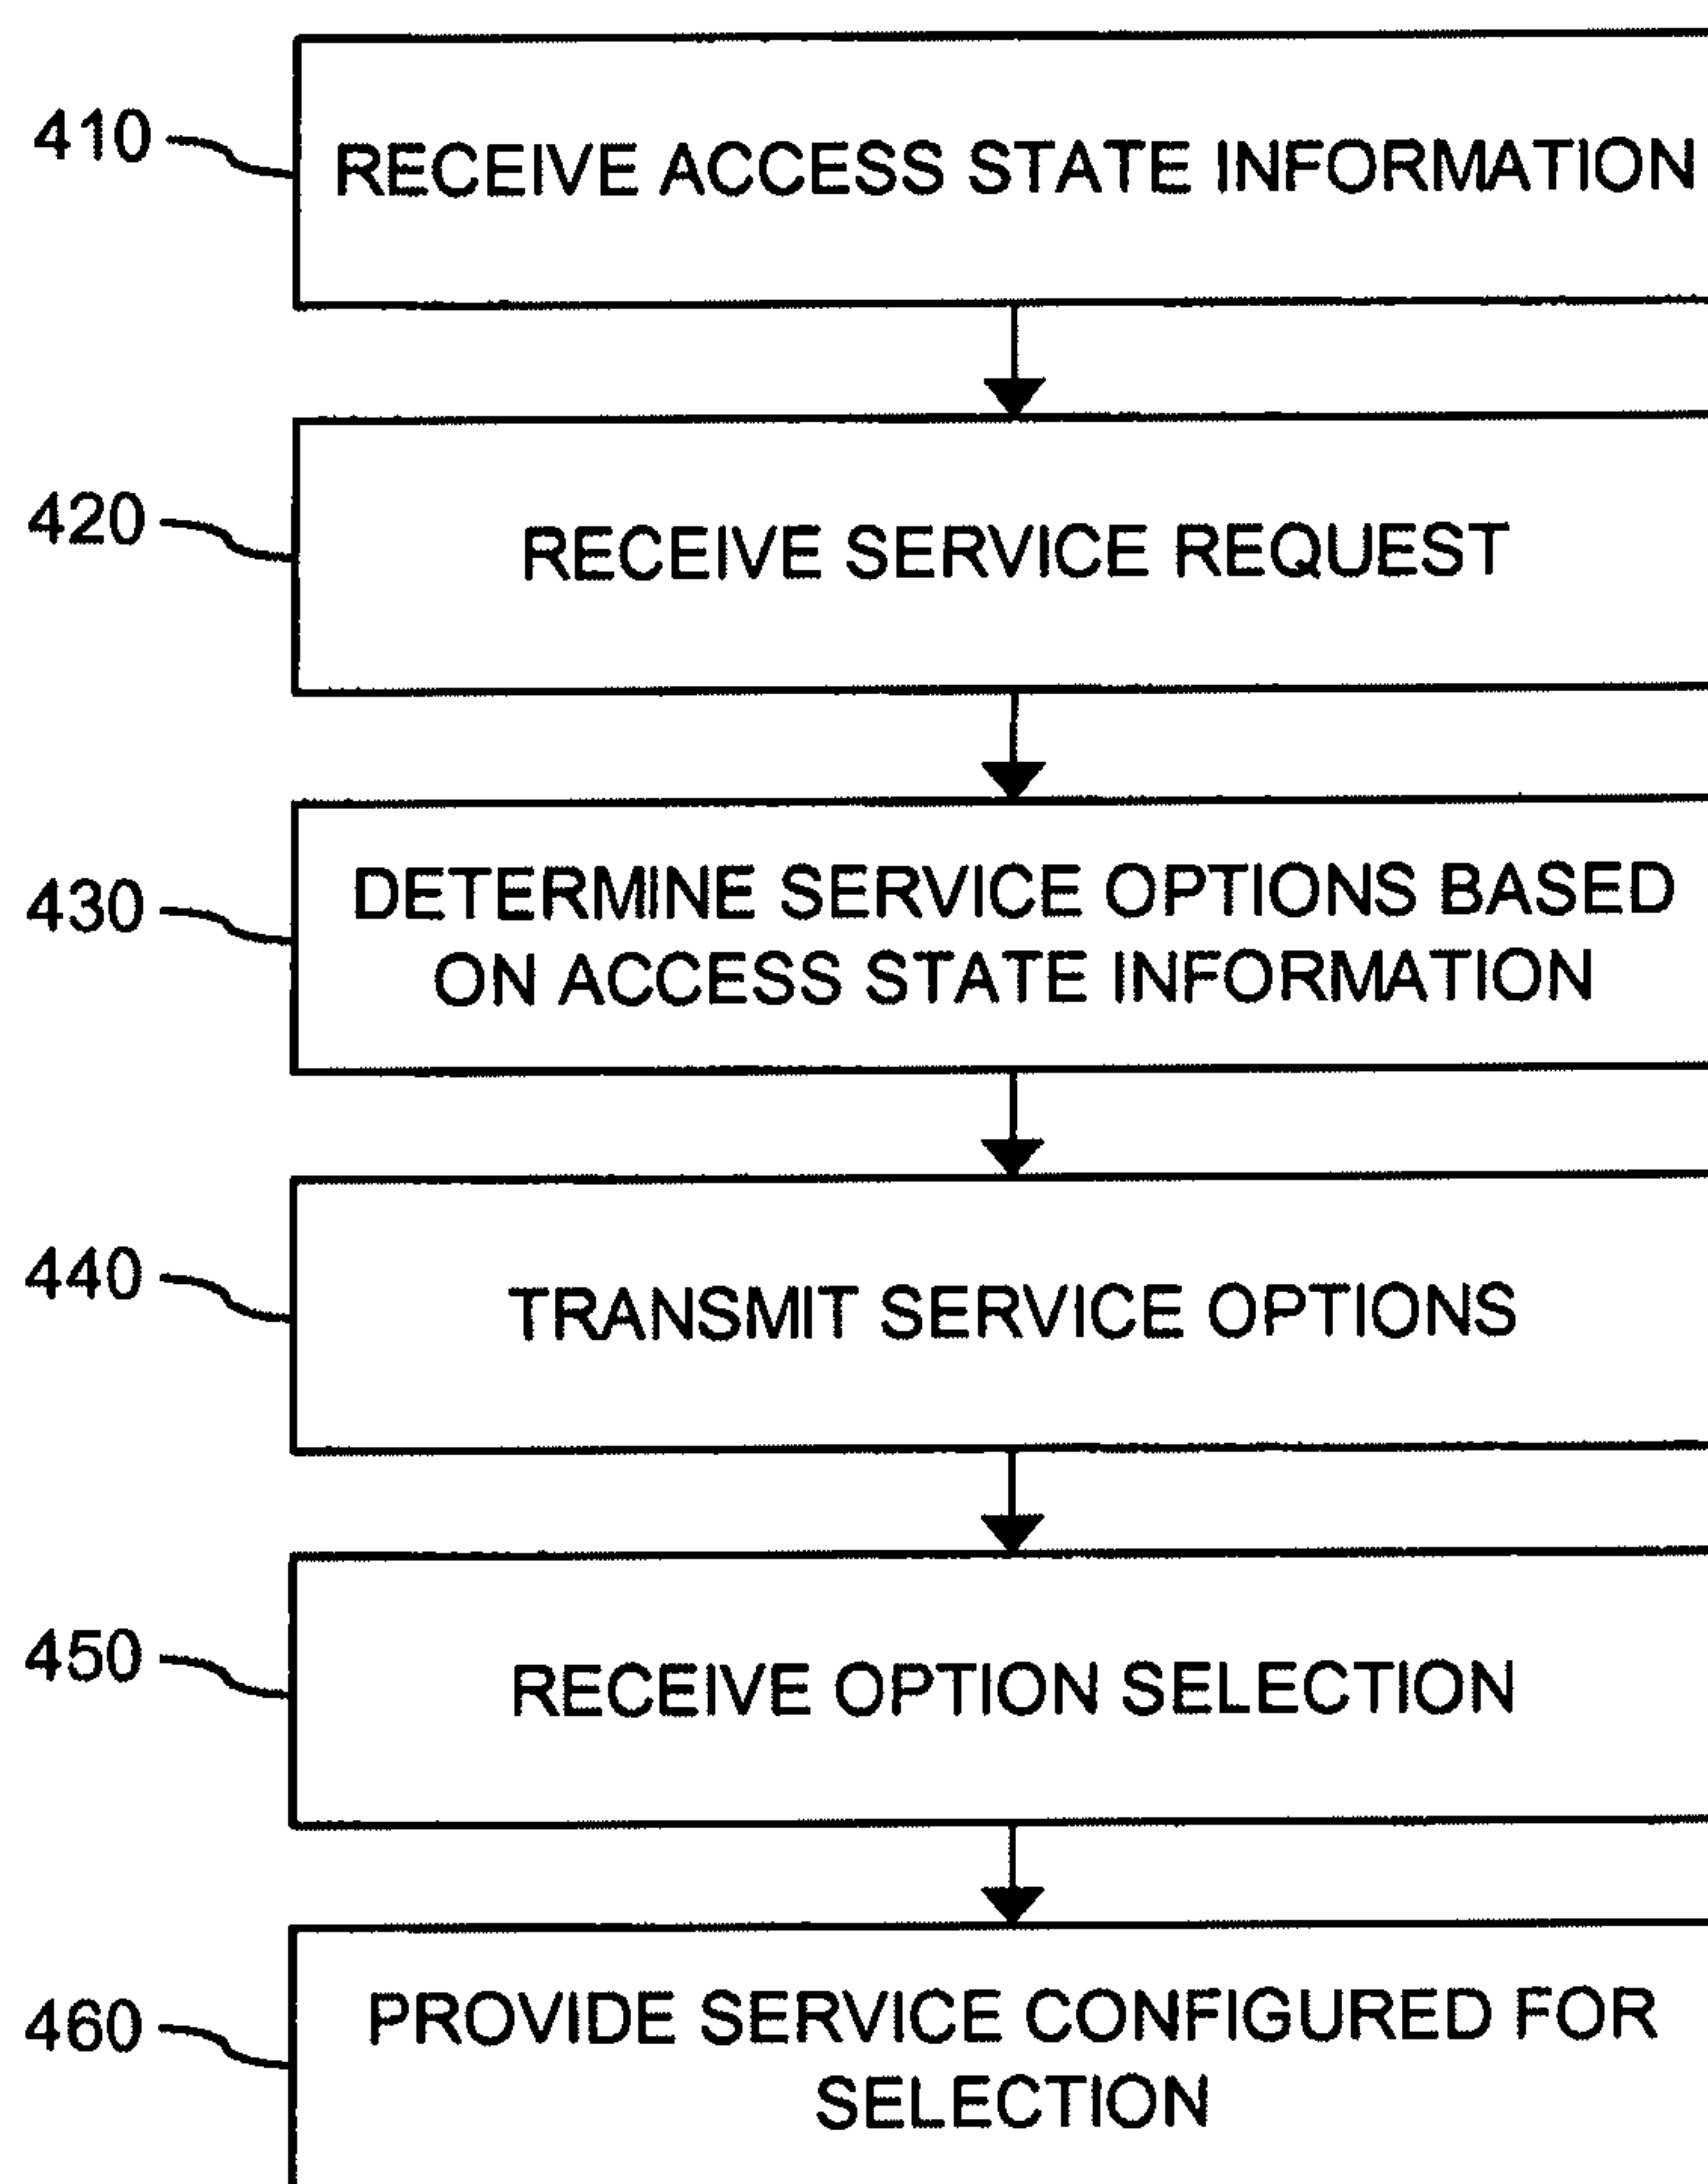 410
RECEIVE ACCESS STATE INFORMATION
420
RECEIVE SERVICE REQUEST
430
DETERMINE SERVICE OPTIONS BASED
ON ACCESS STATE INFORMATION
440
TRANSMIT SERVICE OPTIONS
450
RECEIVE OPTION SELECTION
460
PROVIDE SERVICE CONFIGURED FOR
SELECTION